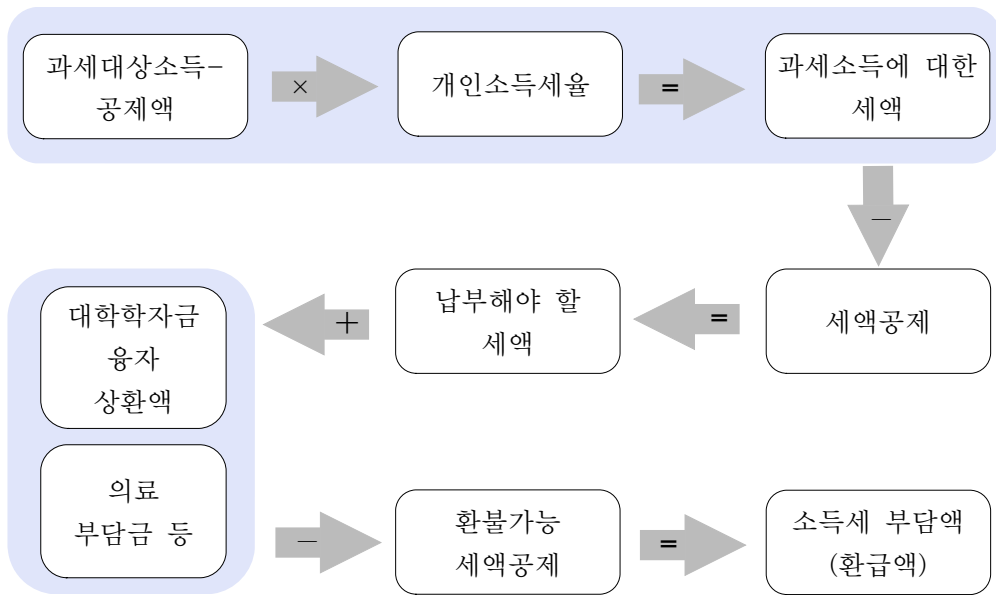 과세대상소득-
공제액
×
개인소득세율
=
과세소득에 대한
세액
−
세액공제
=
납부해야 할
세액
+
대학학자금
융자
상환액
의료
부담금 등
−
환불가능
세액공제
=
소득세 부담액
(환급액)